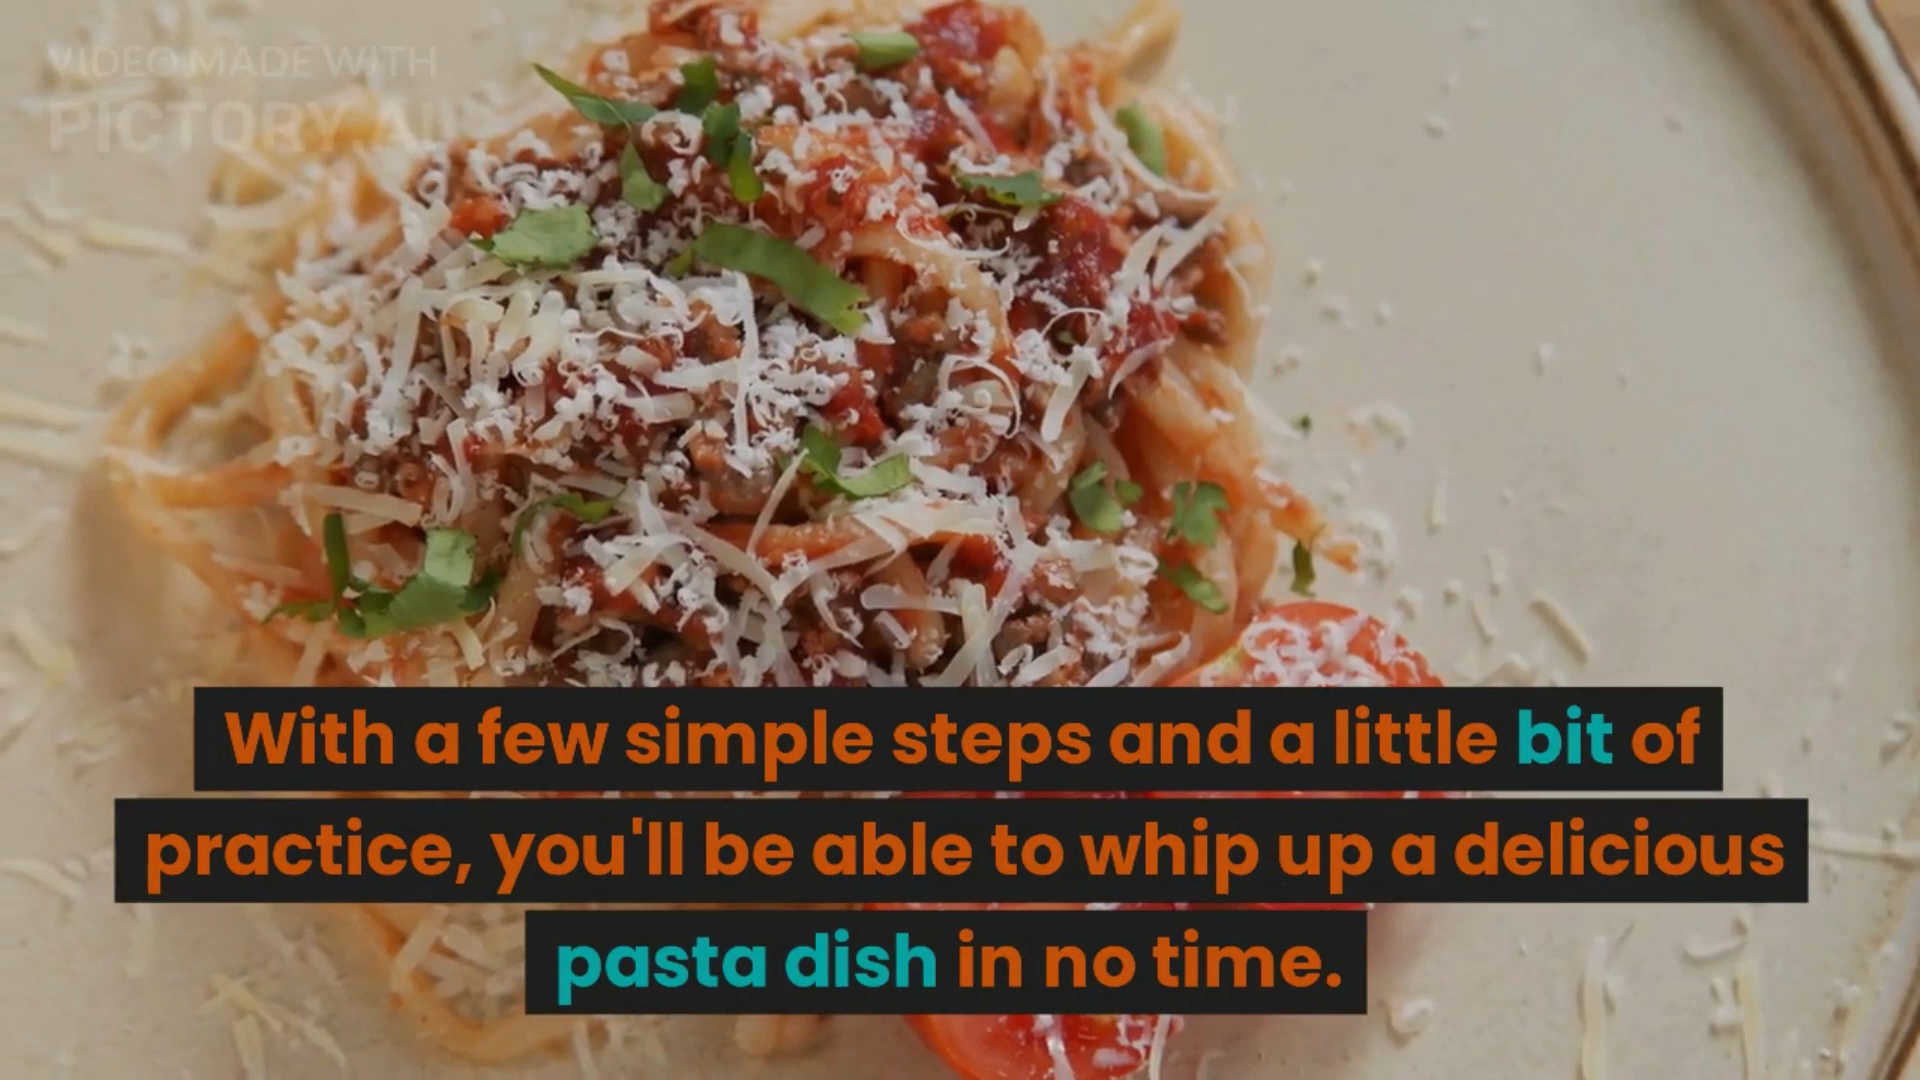 VIDEO MADE WITH
PICTORY.AI
With a few simple steps and a little bit of
practice, you'll be able to whip up a delicious
pasta dish in no time.